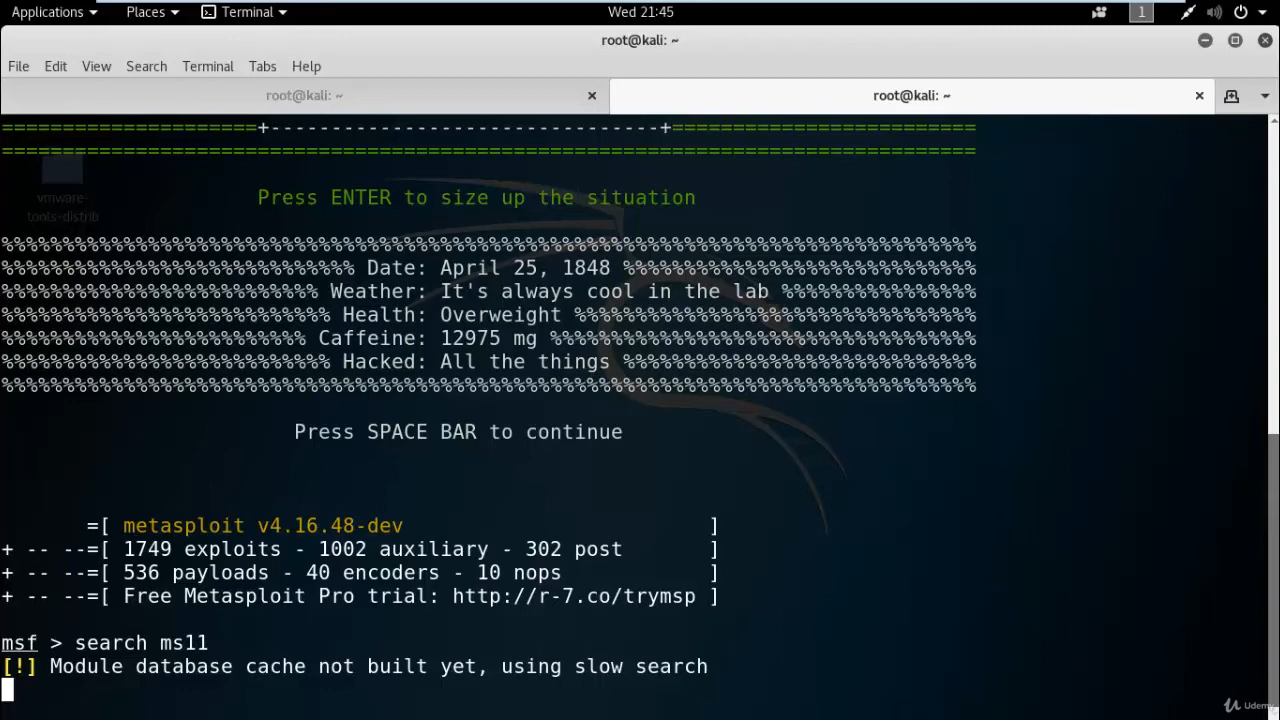 Applications Places Terminal Wed 21:45 1
root@kali: ~
File Edit View Search Terminal Tabs Help
root@kali: ~ × root@kali: ~ ×
=====================+--------------------------------+=========================
================================================================================
vmware-
tools-distrib
Press ENTER to size up the situation
%%%%%%%%%%%%%%%%%%%%%%%%%%%%%%%%%%%%%%%%%%%%%%%%%%%%%%%%%%%%%%%%%%%%%%%%%%%%%%
%%%%%%%%%%%%%%%%%%%%%%%%%%%%% Date: April 25, 1848 %%%%%%%%%%%%%%%%%%%%%%%%%%%%%
%%%%%%%%%%%%%%%%%%%%%%%%%% Weather: It's always cool in the lab %%%%%%%%%%%%%%%%
%%%%%%%%%%%%%%%%%%%%%%%%%%% Health: Overweight %%%%%%%%%%%%%%%%%%%%%%%%%%%%%%%%%
%%%%%%%%%%%%%%%%%%%%%%%%% Caffeine: 12975 mg %%%%%%%%%%%%%%%%%%%%%%%%%%%%%%%%%%%
%%%%%%%%%%%%%%%%%%%%%%%%%%% Hacked: All the things %%%%%%%%%%%%%%%%%%%%%%%%%%%%%
%%%%%%%%%%%%%%%%%%%%%%%%%%%%%%%%%%%%%%%%%%%%%%%%%%%%%%%%%%%%%%%%%%%%%%%%%%%%%%
Press SPACE BAR to continue
=[ metasploit v4.16.48-dev ]
+ -- --=[ 1749 exploits - 1002 auxiliary - 302 post ]
+ -- --=[ 536 payloads - 40 encoders - 10 nops ]
+ -- --=[ Free Metasploit Pro trial: http://r-7.co/trymsp ]
msf > search ms11
[!] Module database cache not built yet, using slow search
Udemy